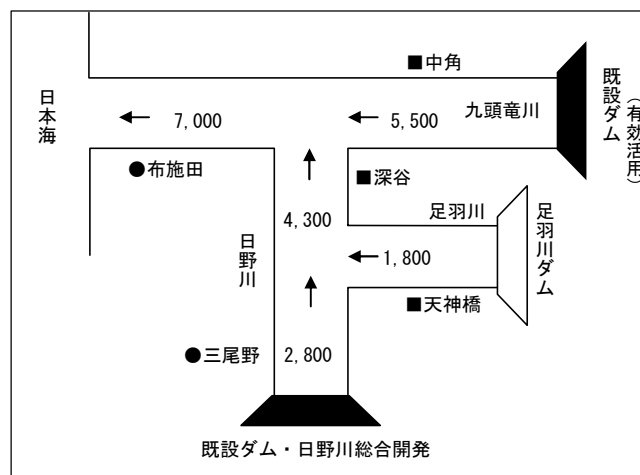 ■中角
日本海
7,000
5,500
九頭竜川
既設ダム
（有効活用）
●布施田
■深谷
4,300
足羽川
足羽川ダム
日野川
1,800
■天神橋
●三尾野
2,800
既設ダム・日野川総合開発